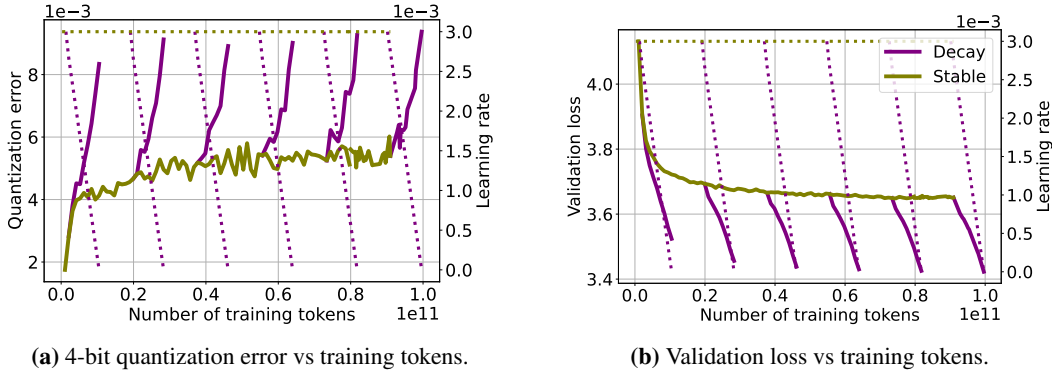 1e−3
1e−3
8
6
4
2
Quantization error
3.0
2.5
2.0
1.5
1.0
0.5
0.0
Learning rate
0.0 0.2 0.4 0.6 0.8 1.0
Number of training tokens
1e11
(a) 4-bit quantization error vs training tokens.
1e−3
4.0
3.8
3.6
3.4
Validation loss
Decay
Stable
3.0
2.5
2.0
1.5
1.0
0.5
0.0
Learning rate
0.0 0.2 0.4 0.6 0.8 1.0
Number of training tokens
1e11
(b) Validation loss vs training tokens.